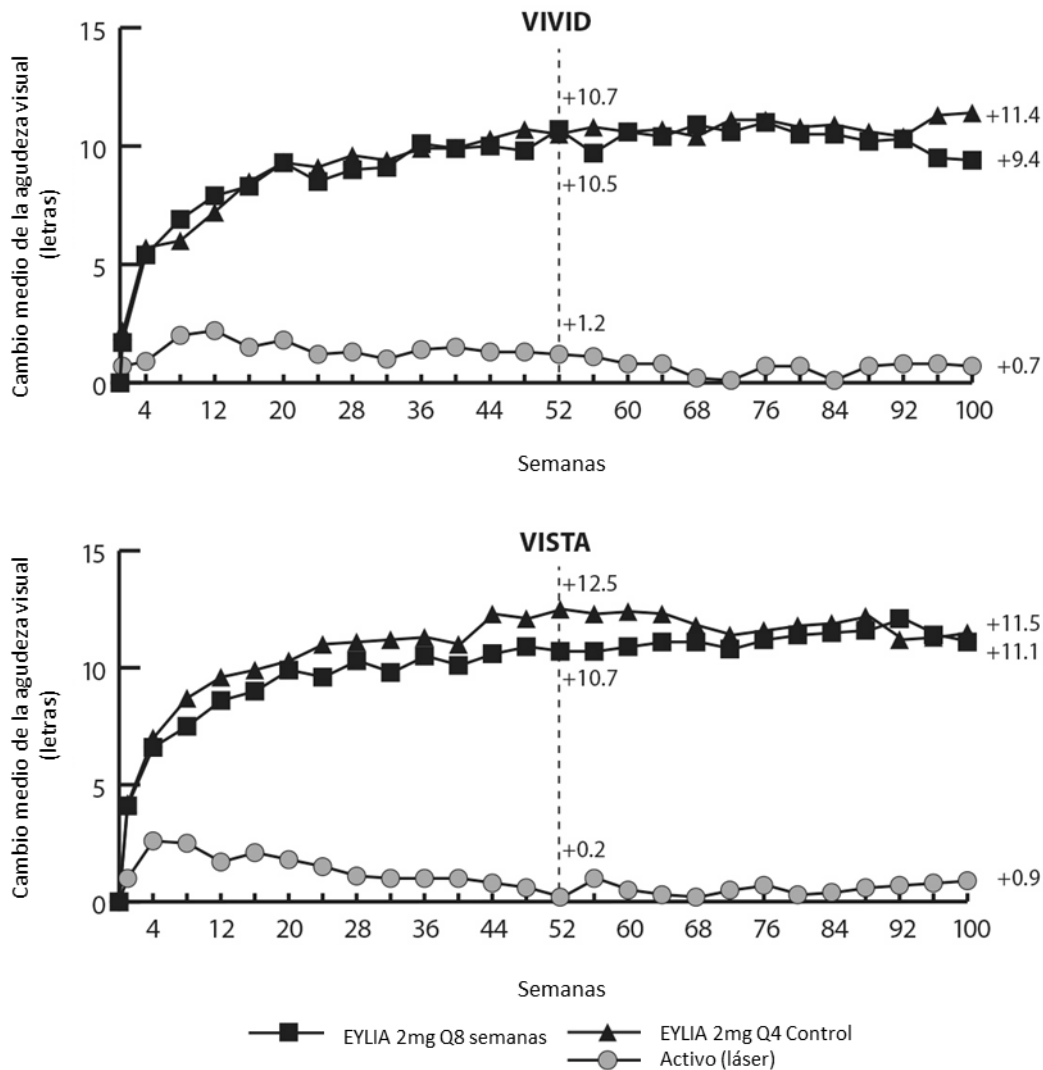 VIVID
Cambio medio de la agudeza visual
(letras)
15
10
5
0
+10.7
+10.5
+1.2
+11.4
+9.4
+0.7
4 12 20 28 36 44 52 60 68 76 84 92 100
Semanas
VISTA
Cambio medio de la agudeza visual
(letras)
15
10
5
0
+12.5
+10.7
+0.2
+11.5
+11.1
+0.9
4 12 20 28 36 44 52 60 68 76 84 92 100
Semanas
EYLIA 2mg Q8 semanas
EYLIA 2mg Q4 Control
Activo (láser)